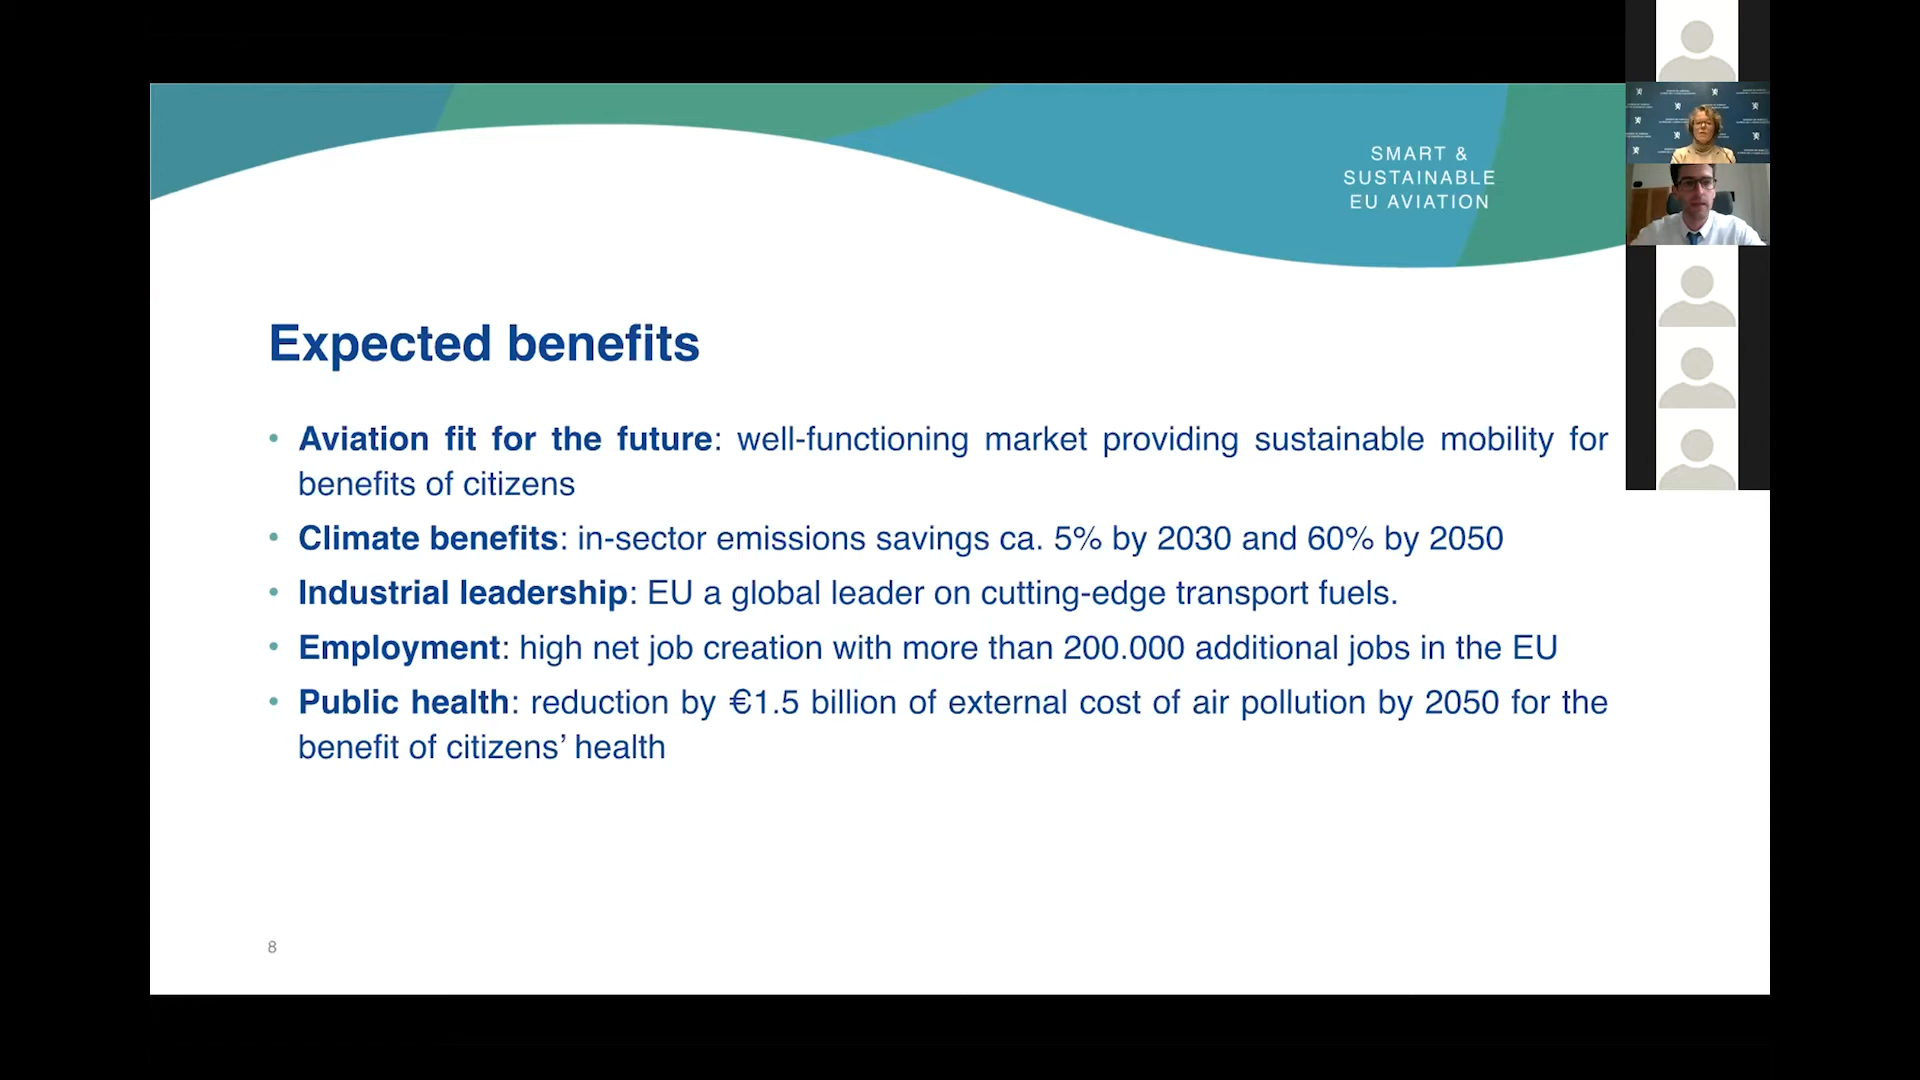 SMART &
SUSTAINABLE
EU AVIATION
Expected benefits
• Aviation fit for the future: well-functioning market providing sustainable mobility for
benefits of citizens
• Climate benefits: in-sector emissions savings ca. 5% by 2030 and 60% by 2050
• Industrial leadership: EU a global leader on cutting-edge transport fuels.
• Employment: high net job creation with more than 200.000 additional jobs in the EU
• Public health: reduction by €1.5 billion of external cost of air pollution by 2050 for the
benefit of citizens’ health
8